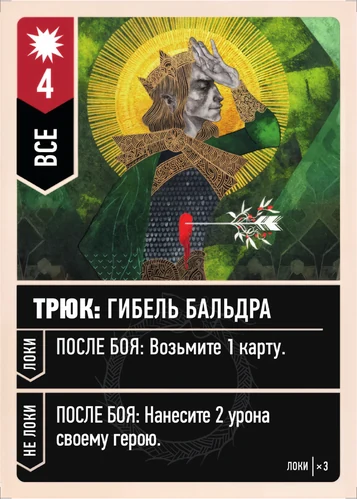 4
ВСЕ
ТРЮК: ГИБЕЛЬ БАЛЬДРА
ЛОКИ
ПОСЛЕ БОЯ: Возьмите 1 карту.
НЕ ЛОКИ
ПОСЛЕ БОЯ: Нанесите 2 урона
своему герою.
ЛОКИ | ×3